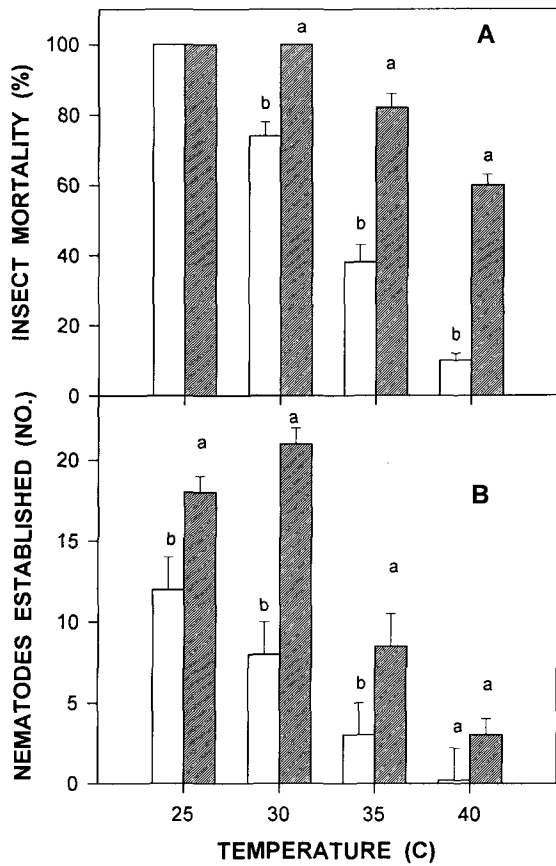 A
INSECT MORTALITY (%)
100
80
60
40
20
0
a
b
a
b
a
b
B
NEMATODES ESTABLISHED (NO.)
20
15
10
5
0
b
a
b
a
b
a
a
a
25 30 35 40
TEMPERATURE (C)